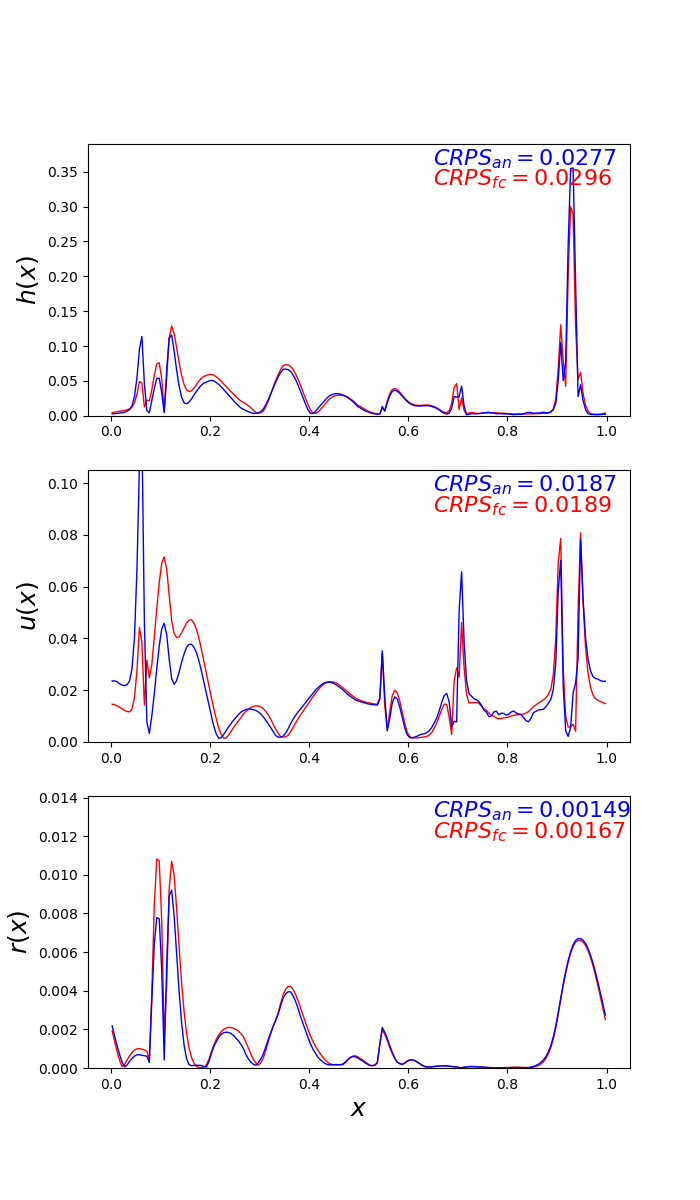 CRPS_an = 0.0277
CRPS_fc = 0.0296
0.35
0.30
0.25
0.20
0.15
0.10
0.05
0.00
h(x)
0.0 0.2 0.4 0.6 0.8 1.0
CRPS_an = 0.0187
CRPS_fc = 0.0189
0.10
0.08
0.06
0.04
0.02
0.00
u(x)
0.0 0.2 0.4 0.6 0.8 1.0
CRPS_an = 0.00149
CRPS_fc = 0.00167
0.014
0.012
0.010
0.008
0.006
0.004
0.002
0.000
r(x)
0.0 0.2 0.4 0.6 0.8 1.0
x